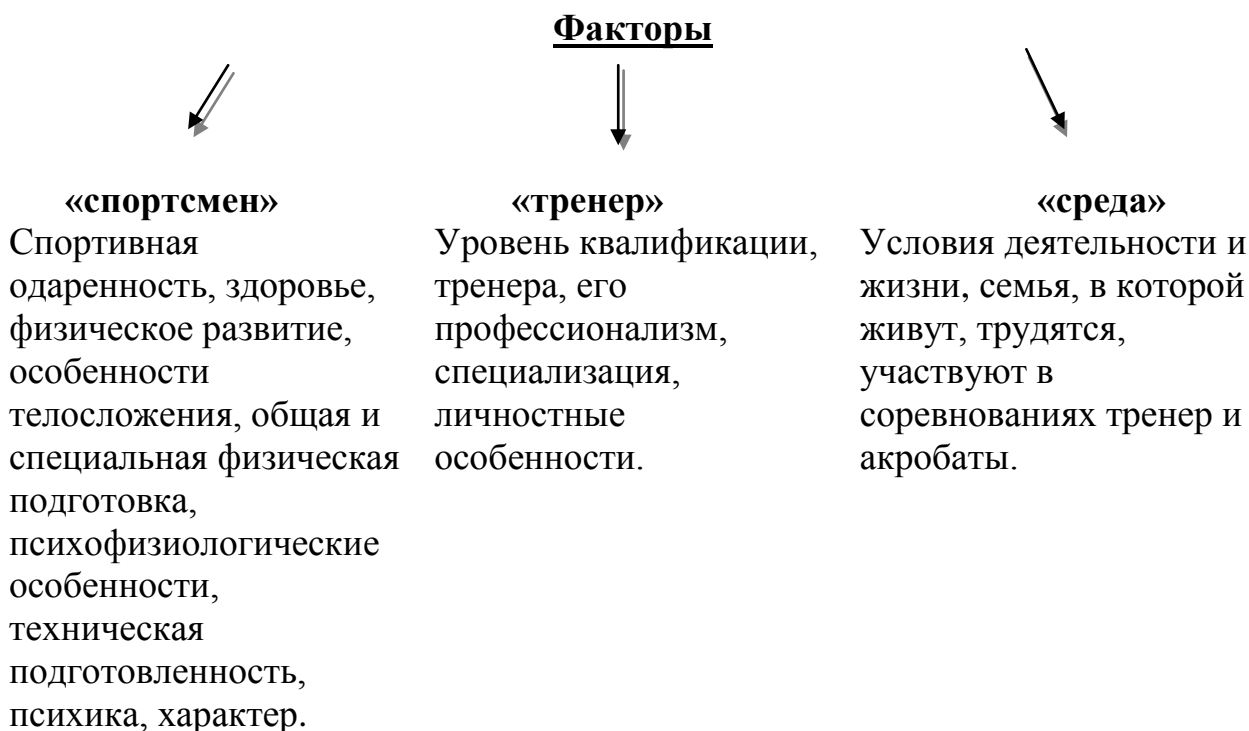 Факторы
«спортсмен»
Спортивная
одаренность, здоровье,
физическое развитие,
особенности
телосложения, общая и
специальная физическая
подготовка,
психофизиологические
особенности,
техническая
подготовленность,
психика, характер.
«тренер»
Уровень квалификации,
тренера, его
профессионализм,
специализация,
личностные
особенности.
«среда»
Условия деятельности и
жизни, семья, в которой
живут, трудятся,
участвуют в
соревнованиях тренер и
акробаты.